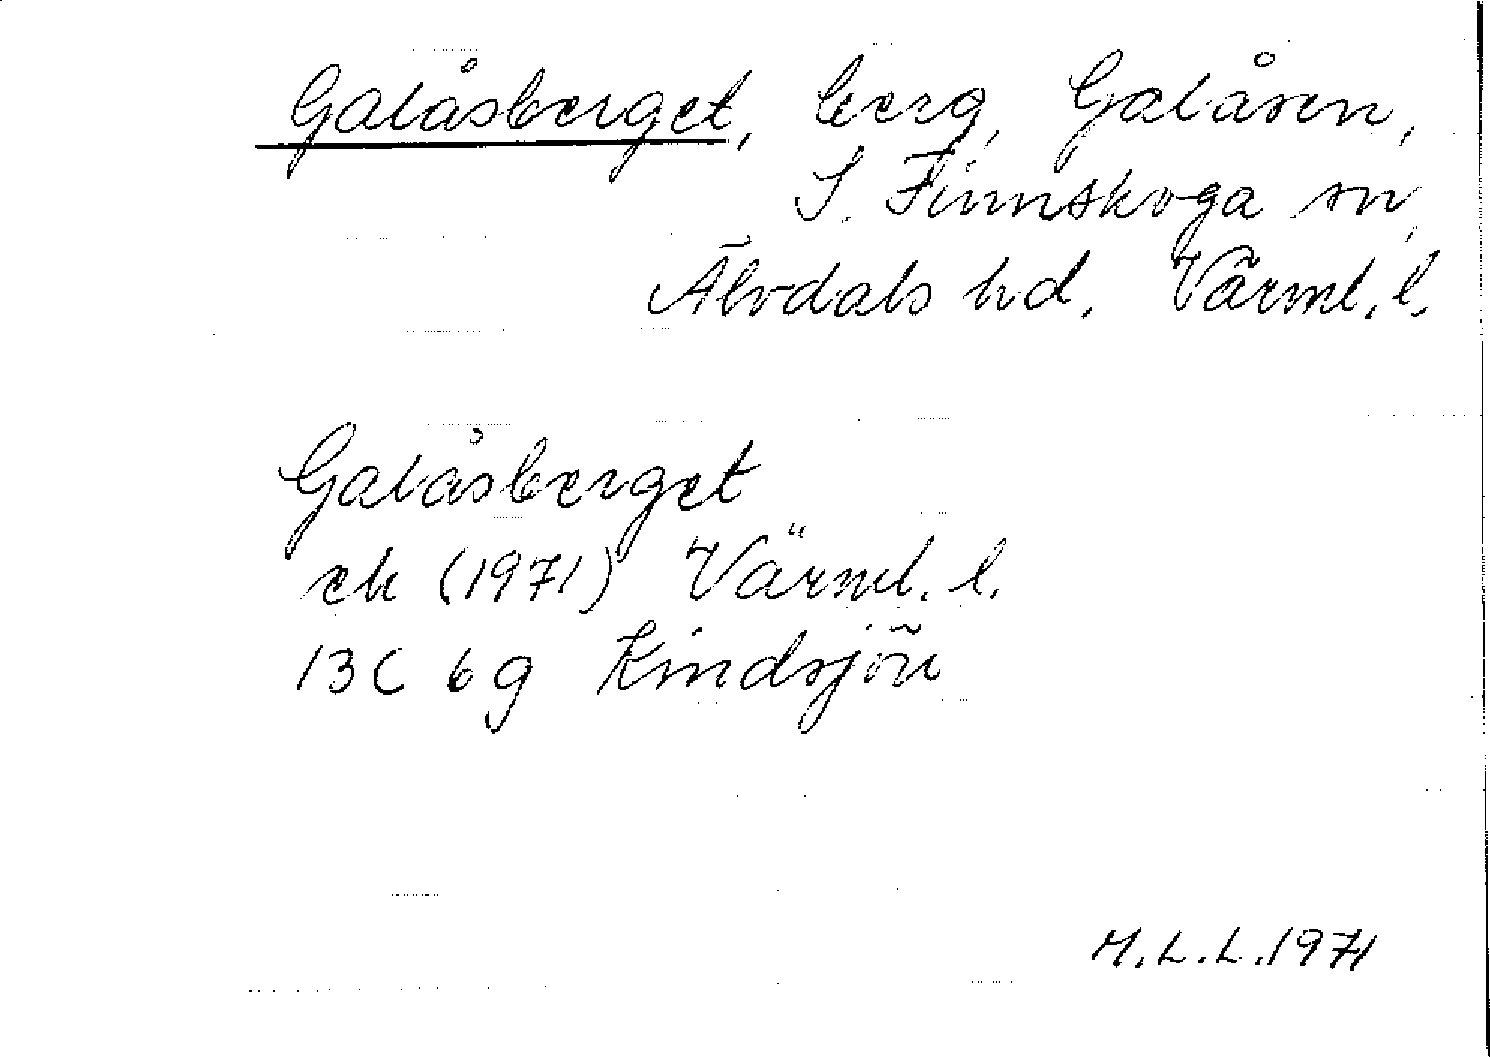 Galåsberget, berg, Galåsen,
S. Finnskoga sn,
Älvdals hd, Värml. l.
Galåsberget
ek (1971) Värml. l.
13C 6g Kindsjön
M.L.L. 1971